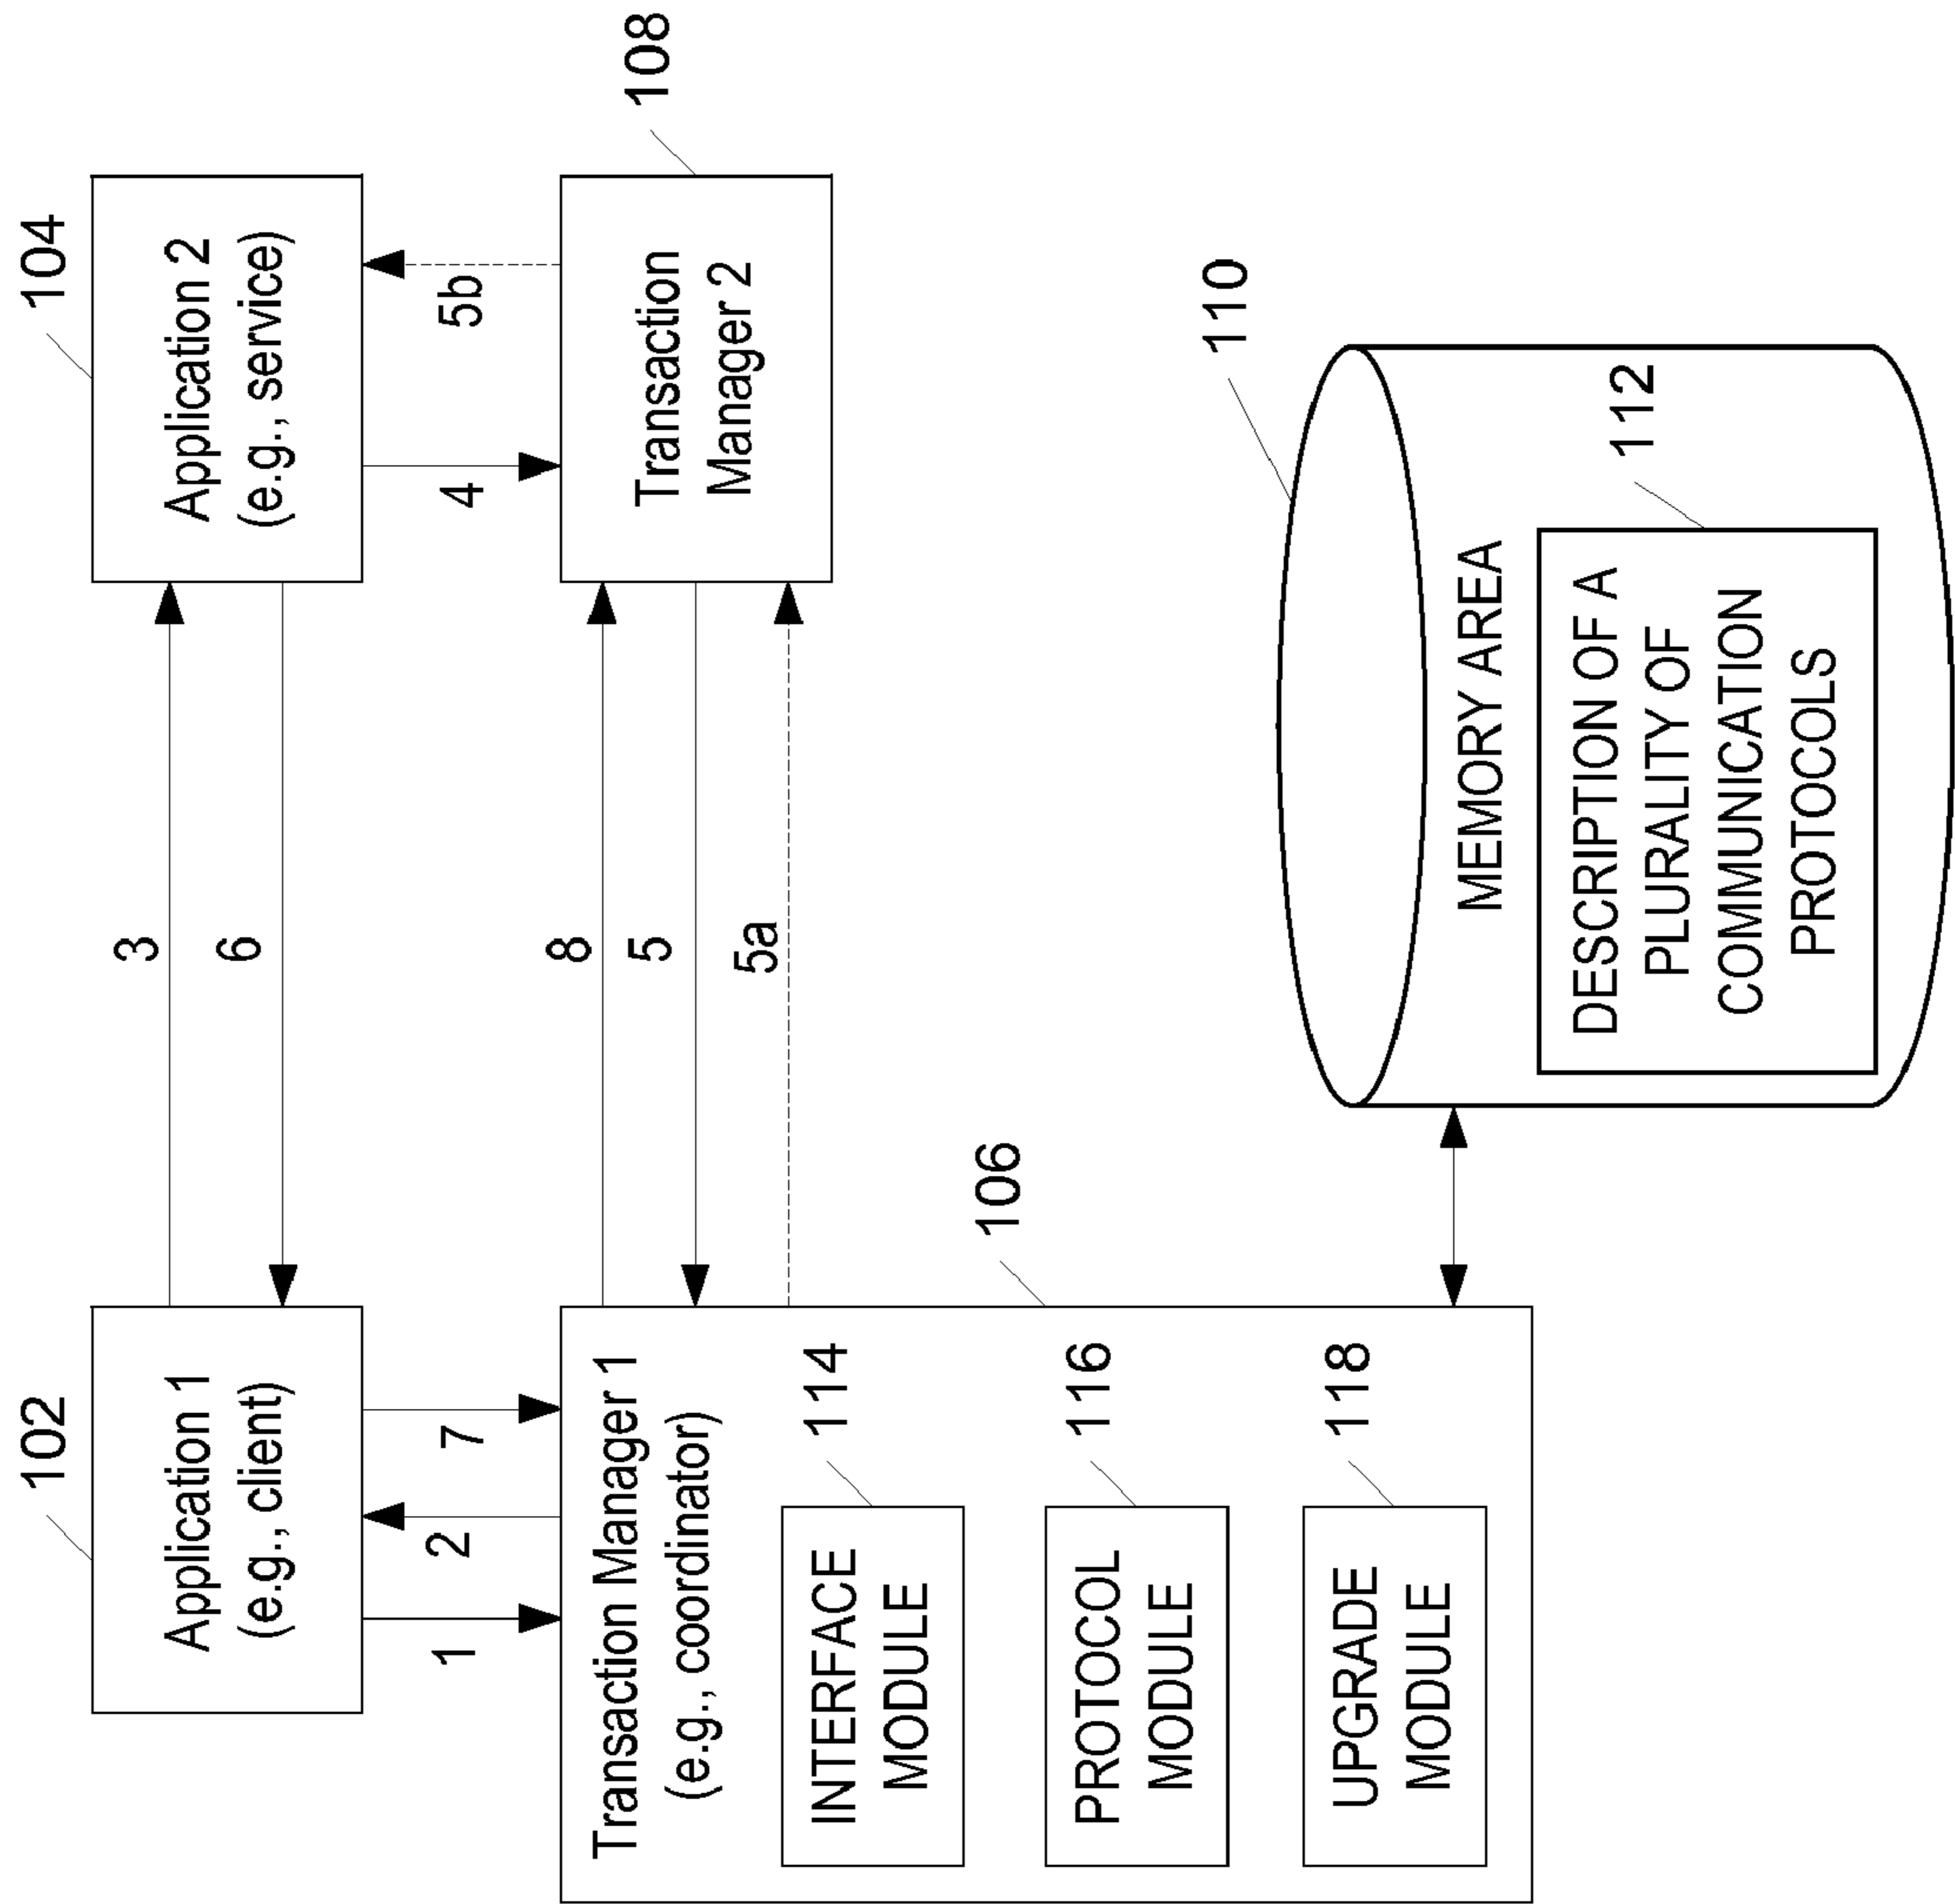 102
104
Application 1
(e.g., client)
3
6
Application 2
(e.g., service)
1
2
7
4
5b
108
Transaction Manager 1
(e.g., coordinator)
8
5
5a
Transaction
Manager 2
114
INTERFACE
MODULE
106
116
PROTOCOL
MODULE
110
118
UPGRADE
MODULE
MEMORY AREA
112
DESCRIPTION OF A
PLURALITY OF
COMMUNICATION
PROTOCOLS